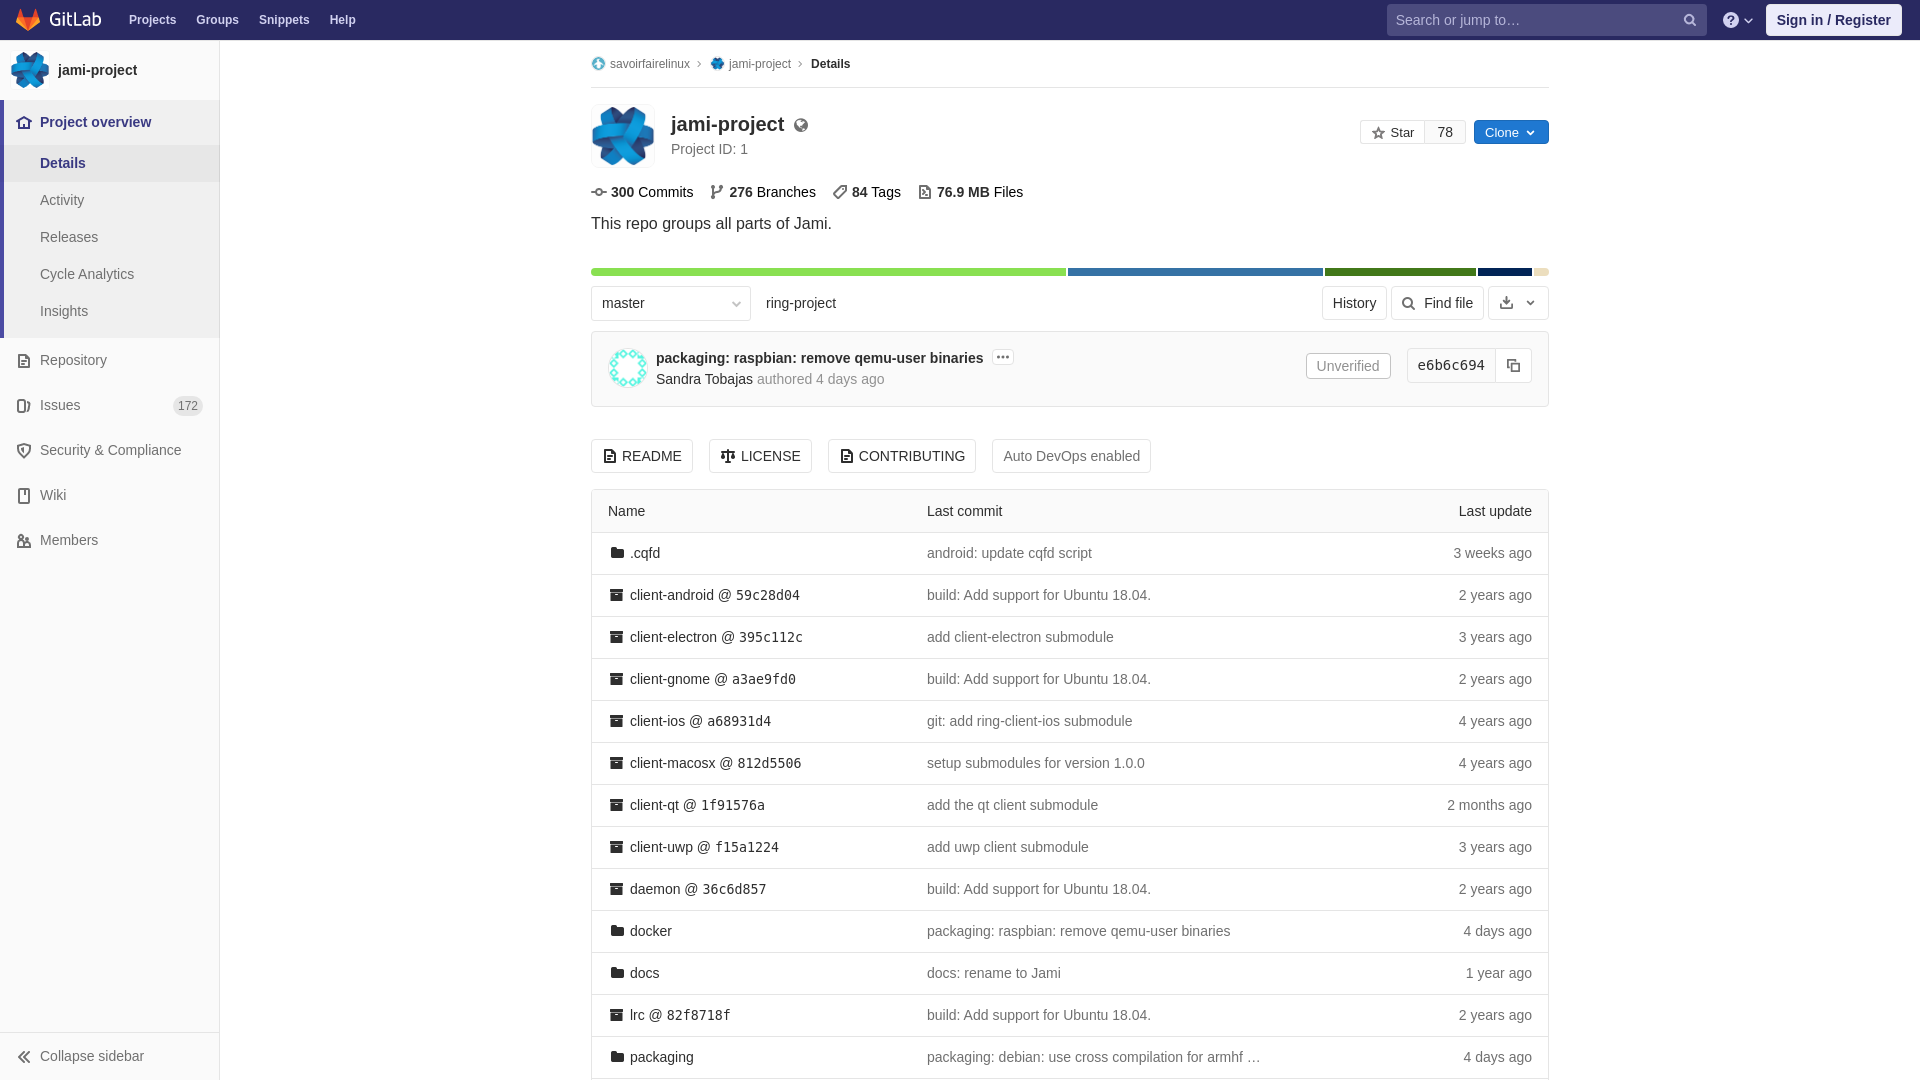 GitLab Projects Groups Snippets Help Search or jump to… Sign in / Register
jami-project
Project overview
Details
Activity
Releases
Cycle Analytics
Insights
Repository
Issues 172
Security & Compliance
Wiki
Members
Collapse sidebar
savoirfairelinux jami-project Details
jami-project
Project ID: 1
Star 78 Clone
300 Commits 276 Branches 84 Tags 76.9 MB Files
This repo groups all parts of Jami.
master ring-project History Find file
packaging: raspbian: remove qemu-user binaries
Sandra Tobajas authored 4 days ago
Unverified e6b6c694
README LICENSE CONTRIBUTING Auto DevOps enabled
Name Last commit Last update
.cqfd android: update cqfd script 3 weeks ago
client-android @ 59c28d04 build: Add support for Ubuntu 18.04. 2 years ago
client-electron @ 395c112c add client-electron submodule 3 years ago
client-gnome @ a3ae9fd0 build: Add support for Ubuntu 18.04. 2 years ago
client-ios @ a68931d4 git: add ring-client-ios submodule 4 years ago
client-macosx @ 812d5506 setup submodules for version 1.0.0 4 years ago
client-qt @ 1f91576a add the qt client submodule 2 months ago
client-uwp @ f15a1224 add uwp client submodule 3 years ago
daemon @ 36c6d857 build: Add support for Ubuntu 18.04. 2 years ago
docker packaging: raspbian: remove qemu-user binaries 4 days ago
docs docs: rename to Jami 1 year ago
lrc @ 82f8718f build: Add support for Ubuntu 18.04. 2 years ago
packaging packaging: debian: use cross compilation for armhf … 4 days ago